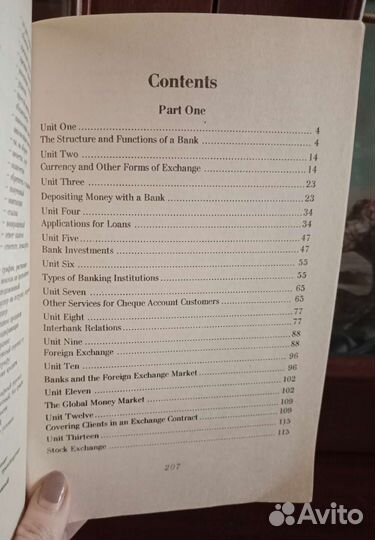 Contents
Part One
Unit One 4
The Structure and Functions of a Bank 4
Unit Two 14
Currency and Other Forms of Exchange 14
Unit Three 23
Depositing Money with a Bank 23
Unit Four 34
Applications for Loans 34
Unit Five 47
Bank Investments 47
Unit Six 55
Types of Banking Institutions 55
Unit Seven 65
Other Services for Cheque Account Customers 65
Unit Eight 77
Interbank Relations 77
Unit Nine 88
Foreign Exchange 88
Unit Ten 96
Banks and the Foreign Exchange Market 96
Unit Eleven 102
The Global Money Market 102
Unit Twelve 109
Covering Clients in an Exchange Contract 109
Unit Thirteen 115
Stock Exchange 115
207
Avito